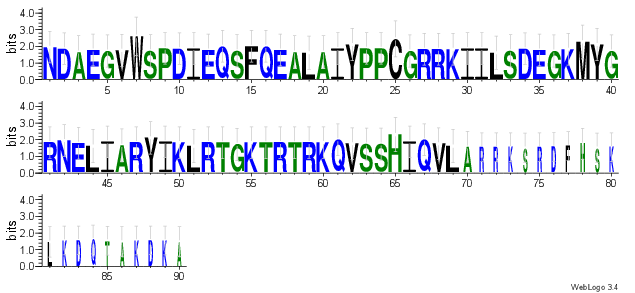 4.0
3.0
2.0
1.0
0.0
bits
NDAEGVWSPDIEQSFQEALAIYPPCGRRKIILSDEGKMYG
5 10 15 20 25 30 35 40
4.0
3.0
2.0
1.0
0.0
bits
RNELIARYIKLRTGKTRTRKQVSSHIQVLARRKSRDFHSK
45 50 55 60 65 70 75 80
4.0
3.0
2.0
1.0
0.0
bits
LKDQTAKDKA
85 90
WebLogo 3.4